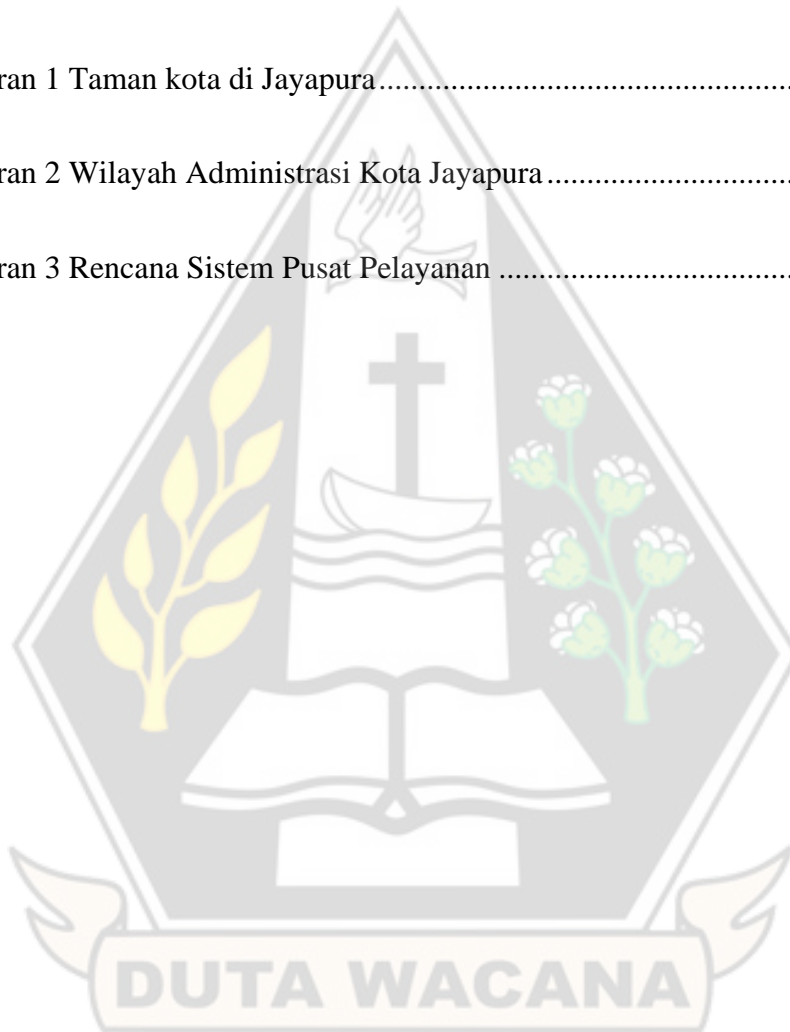 ran 1 Taman kota di Jayapura......................................................
ran 2 Wilayah Administrasi Kota Jayapura................................
ran 3 Rencana Sistem Pusat Pelayanan ......................................
DUTA WACANA